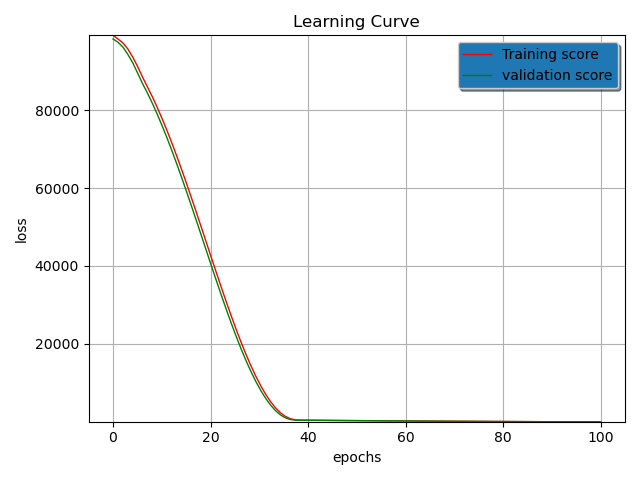 Learning Curve
Training score
validation score
80000
60000
40000
20000
loss
0 20 40 60 80 100
epochs